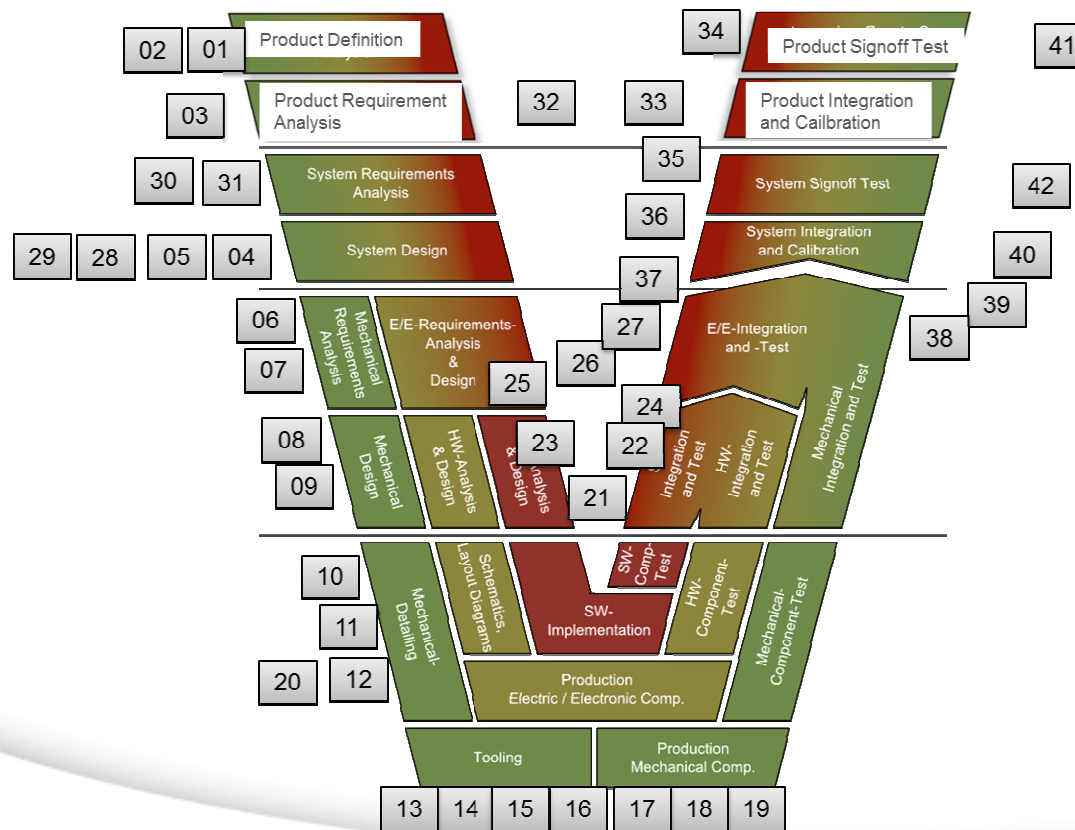 02
01
Product Definition
34
Product Signoff Test
41
03
Product Requirement
Analysis
32
33
Product Integration
and Cailbration
35
30
31
System Requirements
Analysis
System Signoff Test
42
36
29
28
05
04
System Design
System Integration
and Calibration
40
37
06
07
Mechanical
Requirements
Analysis
E/E-Requirements-
Analysis
&
Design
25
26
27
E/E-Integration
and -Test
39
38
24
08
09
Mechanical
Design
HW-Analysis
& Design
Analysis
& Design
23
22
21
Integration
and Test
HW-
Integration
and Test
Mechanical
Integration and Test
10
11
20
12
Mechanical-
Detailing
Schematics,
Layout Diagrams
SW-
Implementation
SW-
Comp-
Test
HW-
Component-
Test
Mechanical-
Component-Test
Production
Electric / Electronic Comp.
Tooling
Production
Mechanical Comp.
13
14
15
16
17
18
19